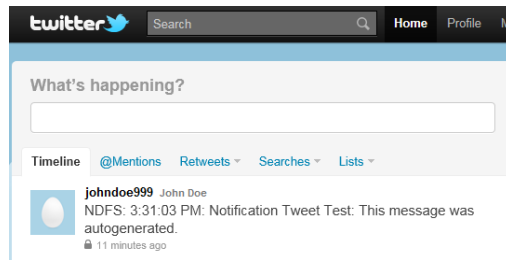 twitter Search Home Profile M
What's happening?
Timeline @Mentions Retweets Searches Lists
johndoe999 John Doe
NDFS: 3:31:03 PM: Notification Tweet Test: This message was
autogenerated.
11 minutes ago